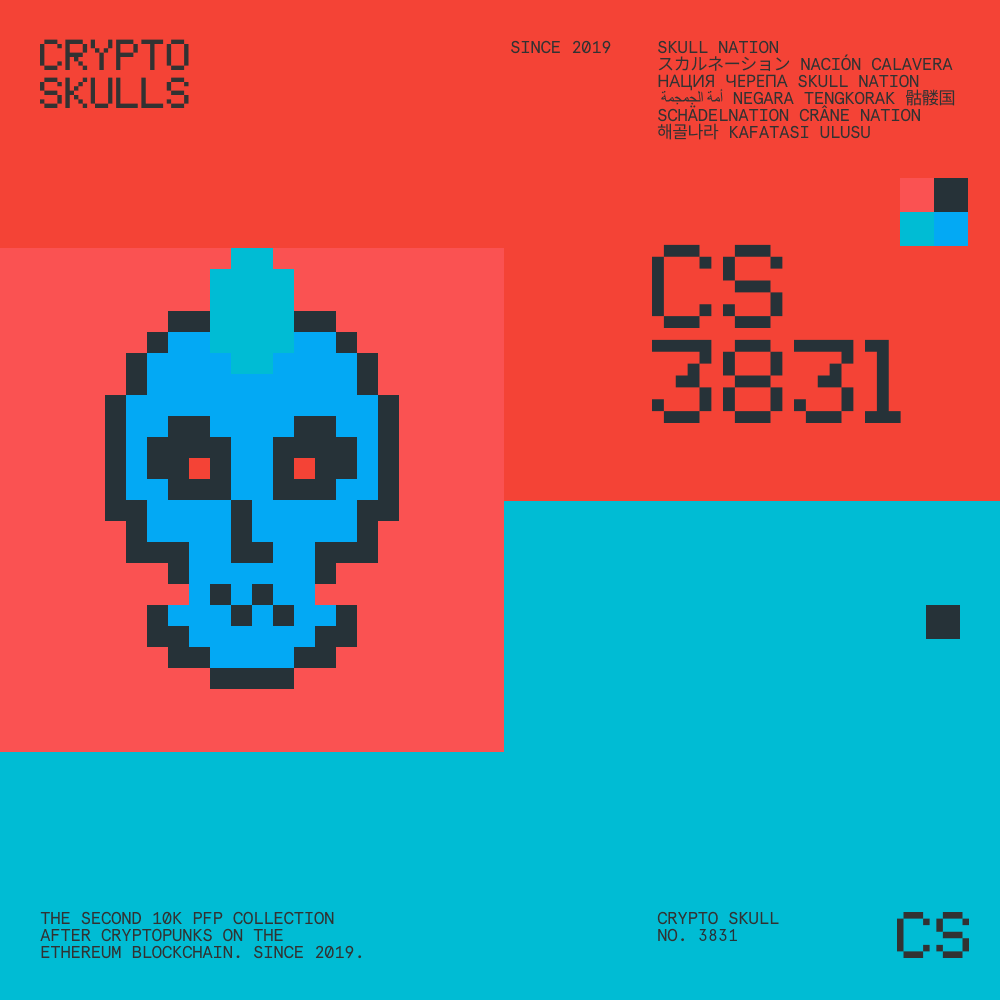 CRYPTO
SKULLS
SINCE 2019
SKULL NATION
スカルネーション NACIÓN CALAVERA
НАЦИЯ ЧЕРЕПА SKULL NATION
أمة الجمجمة NEGARA TENGKORAK 骷髅国
SCHÄDELNATION CRÂNE NATION
해골나라 KAFATASI ULUSU
CS
3831
THE SECOND 10K PFP COLLECTION
AFTER CRYPTOPUNKS ON THE
ETHEREUM BLOCKCHAIN. SINCE 2019.
CRYPTO SKULL
NO. 3831
CS